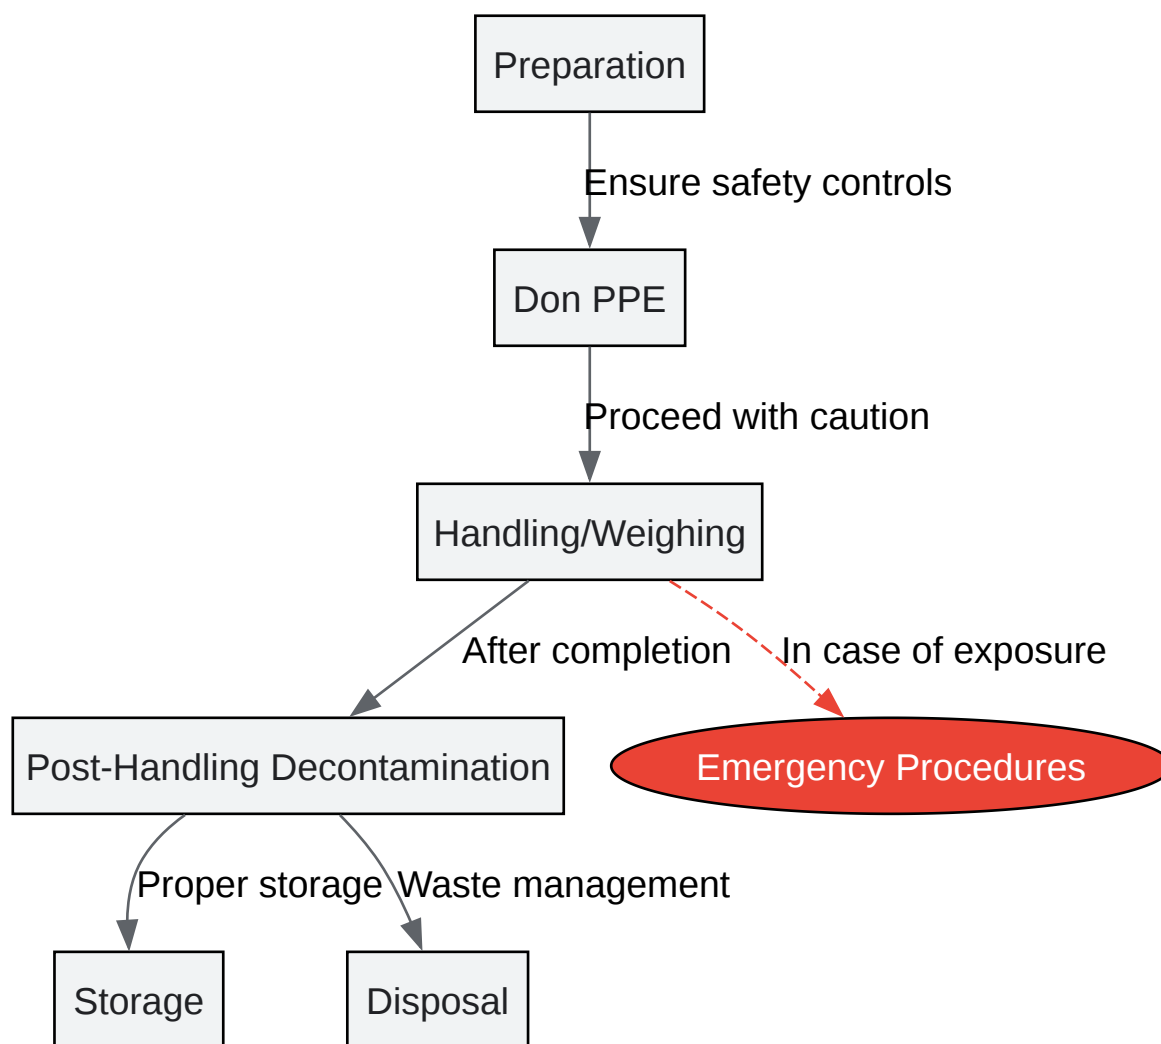 Preparation
Ensure safety controls
Don PPE
Proceed with caution
Handling/Weighing
After completion
In case of exposure
Post-Handling Decontamination
Emergency Procedures
Proper storage
Waste management
Storage
Disposal